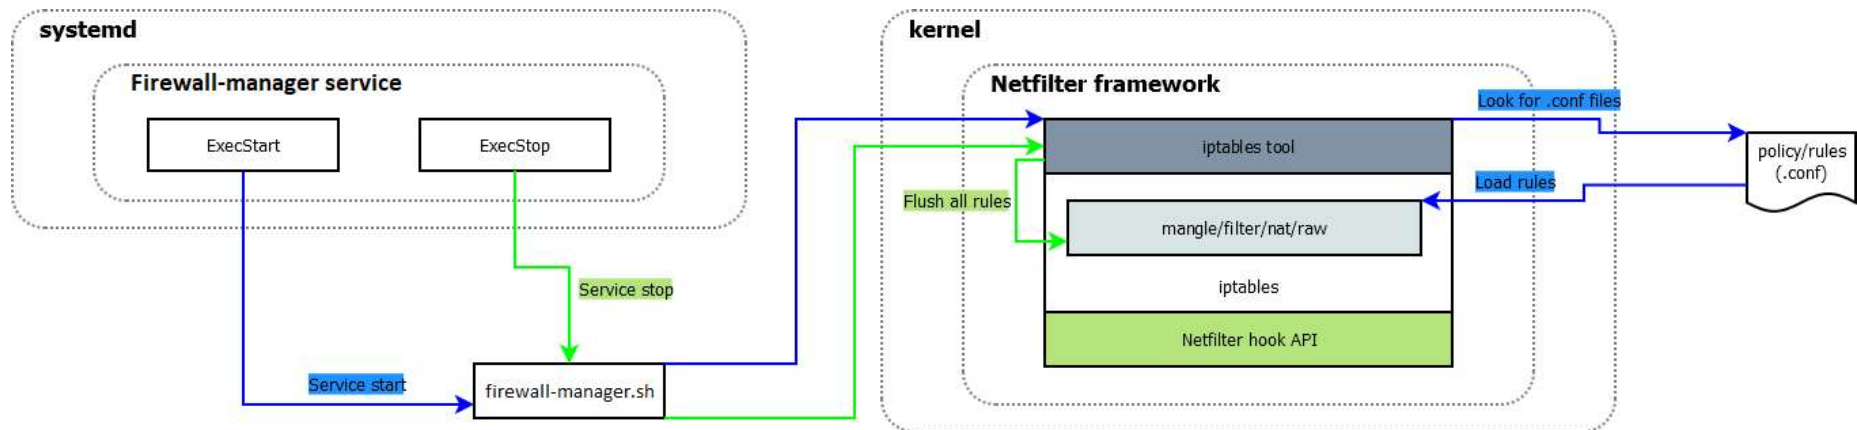 systemd
Firewall-manager service
ExecStart
ExecStop
Service stop
Service start
firewall-manager.sh
kernel
Netfilter framework
iptables tool
Flush all rules
mangle/filter/nat/raw
iptables
Netfilter hook API
Look for .conf files
Load rules
policy/rules
(.conf)